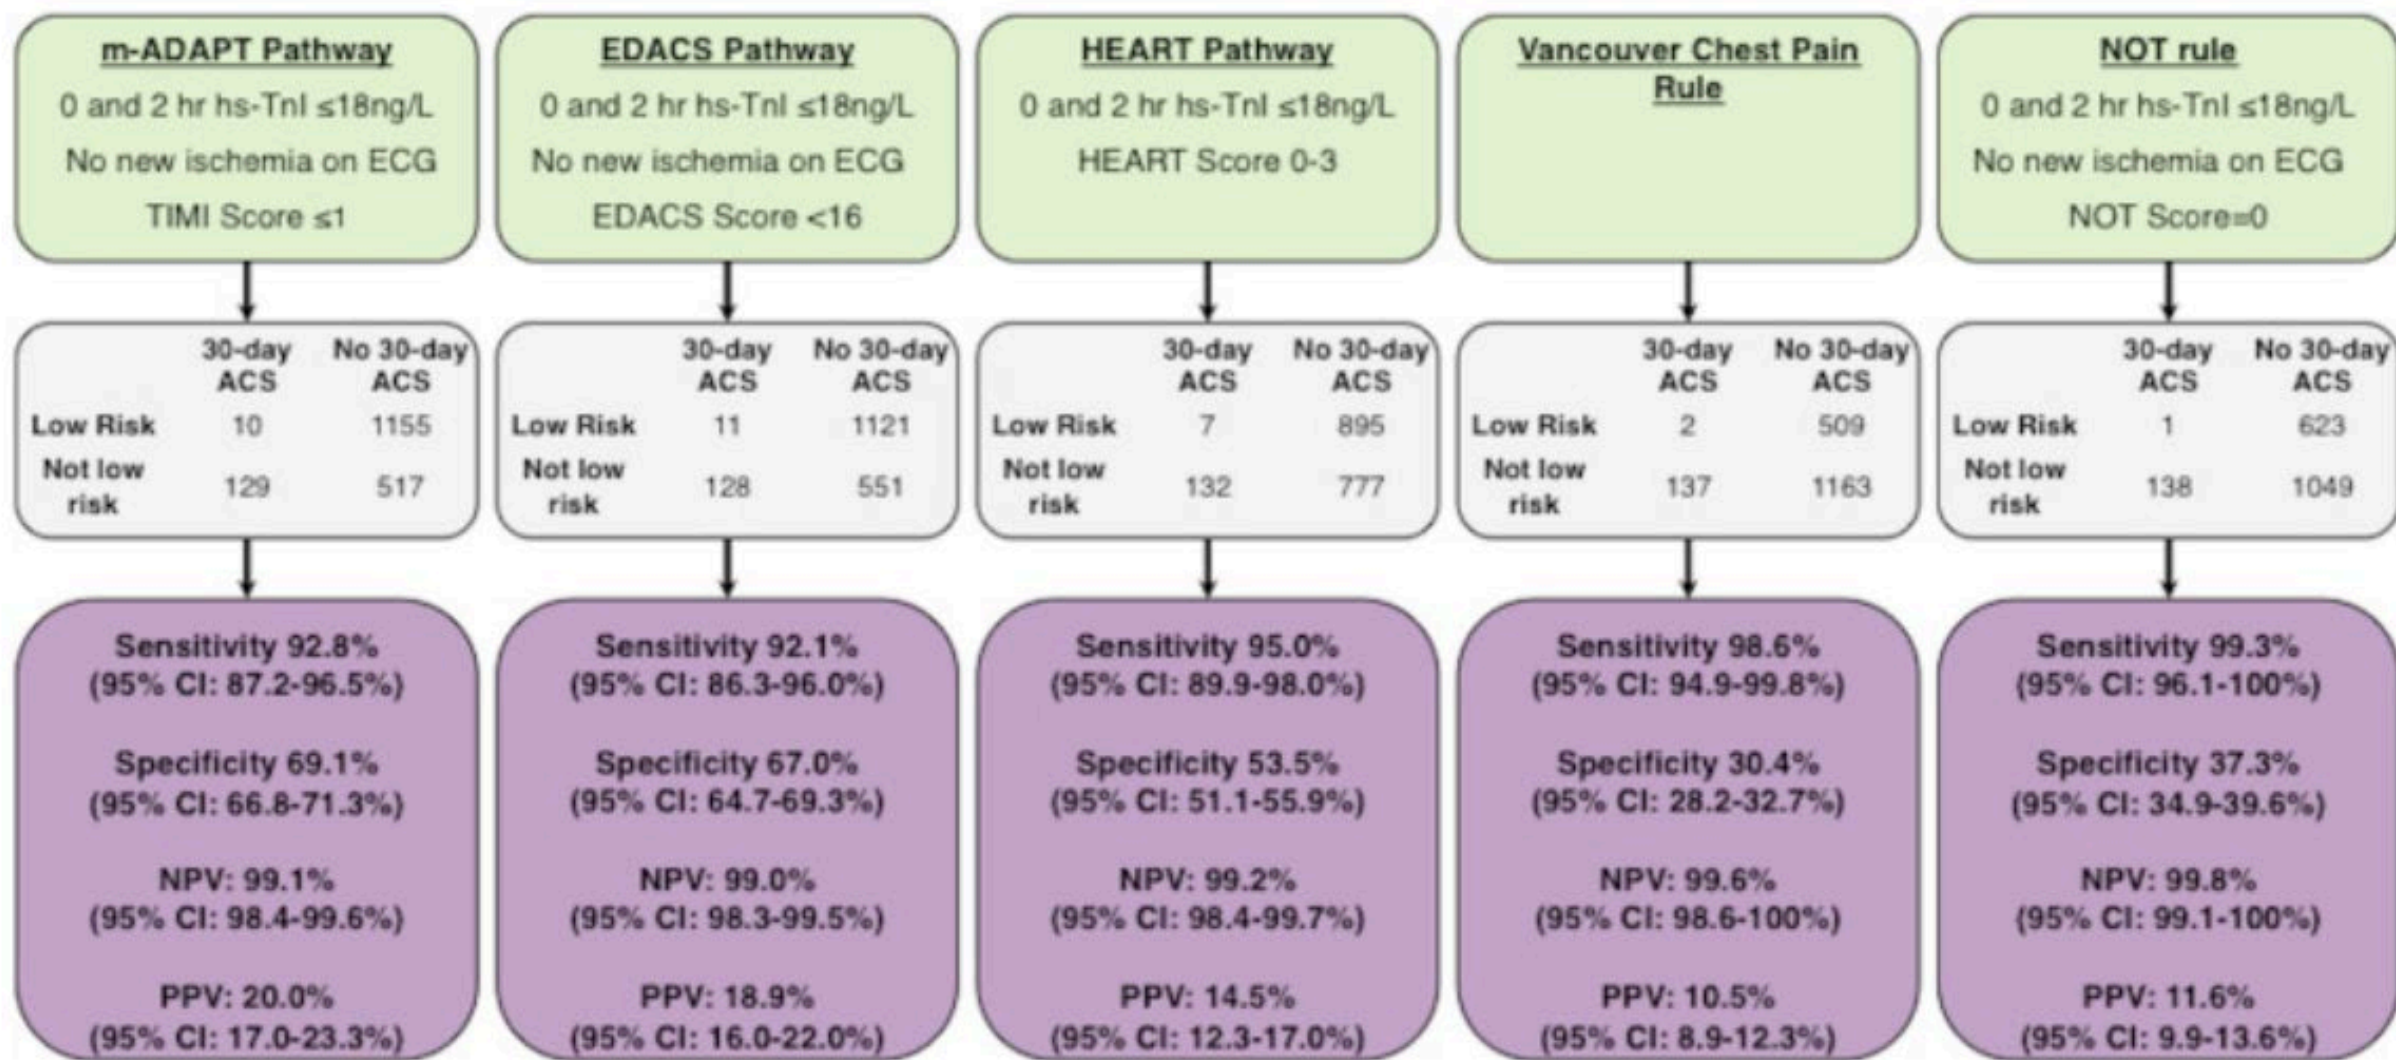 m-ADAPT Pathway
0 and 2 hr hs-TnI ≤18ng/L
No new ischemia on ECG
TIMI Score ≤1
EDACS Pathway
0 and 2 hr hs-TnI ≤18ng/L
No new ischemia on ECG
EDACS Score <16
HEART Pathway
0 and 2 hr hs-TnI ≤18ng/L
HEART Score 0-3
Vancouver Chest Pain
Rule
NOT rule
0 and 2 hr hs-TnI ≤18ng/L
No new ischemia on ECG
NOT Score=0
30-day No 30-day
ACS ACS
Low Risk 10 1155
Not low
risk 129 517
30-day No 30-day
ACS ACS
Low Risk 11 1121
Not low
risk 128 551
30-day No 30-day
ACS ACS
Low Risk 7 895
Not low
risk 132 777
30-day No 30-day
ACS ACS
Low Risk 2 509
Not low
risk 137 1163
30-day No 30-day
ACS ACS
Low Risk 1 623
Not low
risk 138 1049
Sensitivity 92.8%
(95% CI: 87.2-96.5%)
Specificity 69.1%
(95% CI: 66.8-71.3%)
NPV: 99.1%
(95% CI: 98.4-99.6%)
PPV: 20.0%
(95% CI: 17.0-23.3%)
Sensitivity 92.1%
(95% CI: 86.3-96.0%)
Specificity 67.0%
(95% CI: 64.7-69.3%)
NPV: 99.0%
(95% CI: 98.3-99.5%)
PPV: 18.9%
(95% CI: 16.0-22.0%)
Sensitivity 95.0%
(95% CI: 89.9-98.0%)
Specificity 53.5%
(95% CI: 51.1-55.9%)
NPV: 99.2%
(95% CI: 98.4-99.7%)
PPV: 14.5%
(95% CI: 12.3-17.0%)
Sensitivity 98.6%
(95% CI: 94.9-99.8%)
Specificity 30.4%
(95% CI: 28.2-32.7%)
NPV: 99.6%
(95% CI: 98.6-100%)
PPV: 10.5%
(95% CI: 8.9-12.3%)
Sensitivity 99.3%
(95% CI: 96.1-100%)
Specificity 37.3%
(95% CI: 34.9-39.6%)
NPV: 99.8%
(95% CI: 99.1-100%)
PPV: 11.6%
(95% CI: 9.9-13.6%)